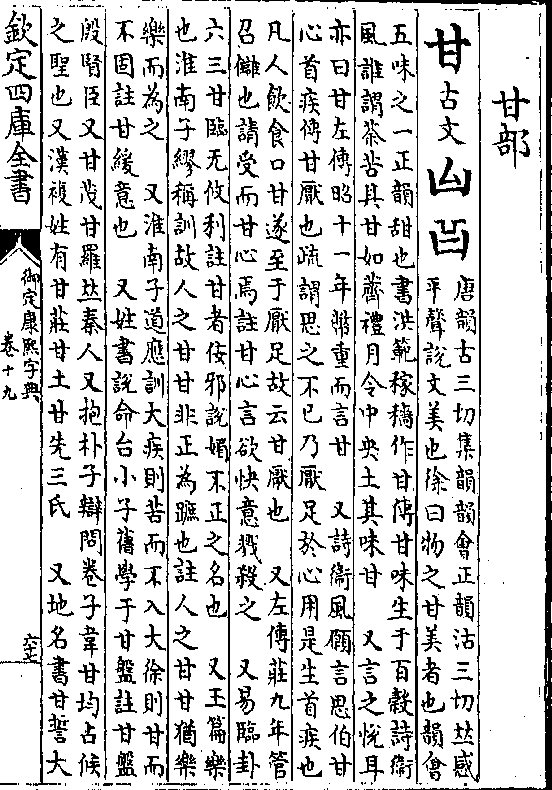 甘部
甘古文𠙴𠙹唐韻古三切集韻韻會正韻沽三切𠀤感
平聲說文美也徐曰物之甘美者也韻會
五味之一正韻甜也書洪範稼穡作甘傳甘味生于百穀詩衞
風誰謂荼苦其甘如薺禮月令中央土其味甘 又言之悅耳
亦曰甘左傳昭十一年幣重而言甘 又詩衞風願言思伯甘
心首疾傳甘厭也疏謂思之不已乃厭足於心用是生首疾也
凡人飲食口甘遂至于厭足故云甘厭也 又左傳莊九年管
召讎也請受而甘心焉註甘心言欲快意戮殺之 又易臨卦
六三甘臨无攸利註甘者佞邪說媚不正之名也 又玉篇樂
也淮南子繆稱訓故人之甘甘非正為蹠也註人之甘甘猶樂
樂而為之 又淮南子道應訓大疾則苦而不入大徐則甘而
不固註甘緩意也 又姓書說命台小子舊學于甘盤註甘盤
殷賢臣又甘茂甘羅𠀤秦人又抱朴子辯問卷子韋甘均占候
之聖也又漢複姓有甘莊甘土甘先三氏 又地名書甘誓大
欽定四庫全書
御定康熙字典
卷十九
六七